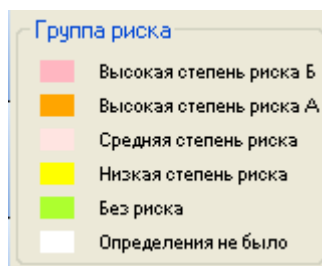 Группа риска
Высокая степень риска Б
Высокая степень риска А
Средняя степень риска
Низкая степень риска
Без риска
Определения не было